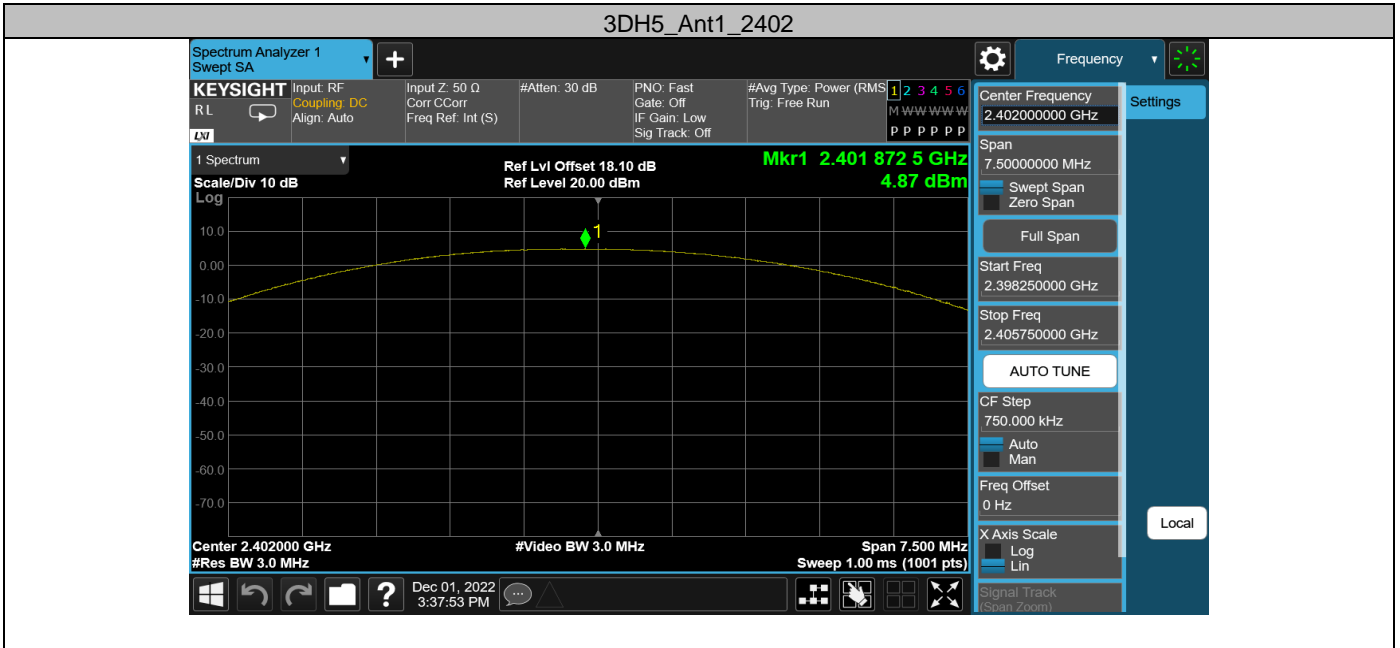 3DH5_Ant1_2402
Spectrum Analyzer 1
Swept SA
+
Frequency
KEYSIGHT
R L
LXI
Input: RF
Coupling: DC
Align: Auto
Input Z: 50 Ω
Corr CCorr
Freq Ref: Int (S)
#Atten: 30 dB
PNO: Fast
Gate: Off
IF Gain: Low
Sig Track: Off
#Avg Type: Power (RMS
Trig: Free Run
1 2 3 4 5 6
M W W W W W
P P P P P P
1 Spectrum
Scale/Div 10 dB
Ref Lvl Offset 18.10 dB
Ref Level 20.00 dBm
Mkr1 2.401 872 5 GHz
4.87 dBm
Log
10.0
0.00
-10.0
-20.0
-30.0
-40.0
-50.0
-60.0
-70.0
1
Center 2.402000 GHz
#Res BW 3.0 MHz
#Video BW 3.0 MHz
Span 7.500 MHz
Sweep 1.00 ms (1001 pts)
Center Frequency
2.402000000 GHz
Span
7.50000000 MHz
Swept Span
Zero Span
Full Span
Start Freq
2.398250000 GHz
Stop Freq
2.405750000 GHz
AUTO TUNE
CF Step
750.000 kHz
Auto
Man
Freq Offset
0 Hz
X Axis Scale
Log
Lin
Signal Track
(Span Zoom)
Settings
Local
?
Dec 01, 2022
3:37:53 PM